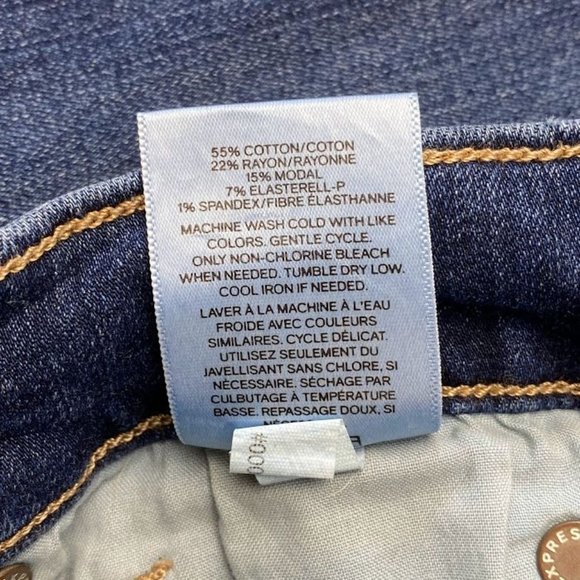 55% COTTON/COTON
22% RAYON/RAYONNE
15% MODAL
7% ELASTERELL-P
1% SPANDEX/FIBRE ÉLASTHANNE
MACHINE WASH COLD WITH LIKE
COLORS. GENTLE CYCLE.
ONLY NON-CHLORINE BLEACH
WHEN NEEDED. TUMBLE DRY LOW.
COOL IRON IF NEEDED.
LAVER À LA MACHINE À L'EAU
FROIDE AVEC COULEURS
SIMILAIRES. CYCLE DÉLICAT.
UTILISEZ SEULEMENT DU
JAVELLISANT SANS CHLORE, SI
NÉCESSAIRE. SÉCHAGE PAR
CULBUTAGE À TEMPÉRATURE
BASSE. REPASSAGE DOUX, SI